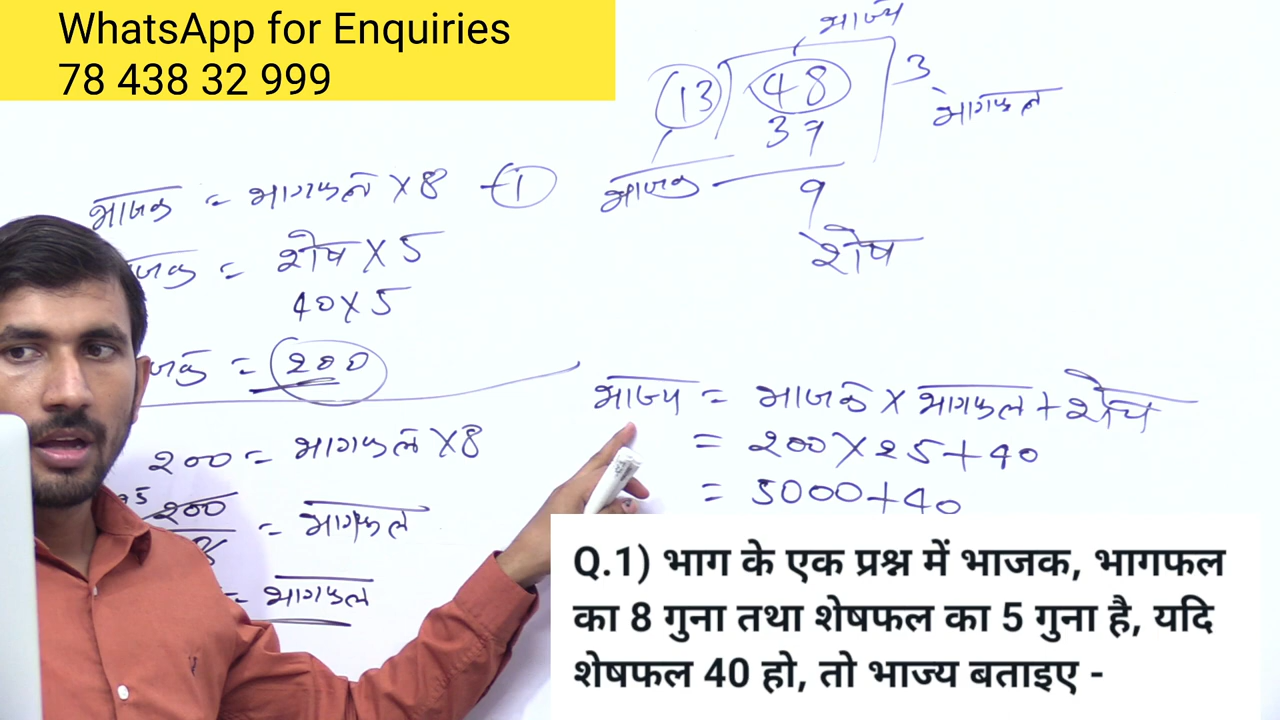 WhatsApp for Enquiries
78 438 32 999
भाज्य
13 48 3
37
भागफल
भाजक
9
शेष
भाजक = भागफल × 8 -1
= शेष × 5
40 × 5
= 200
200 = भागफल × 8
200 = भागफल
= भागफल
भाज्य = भाजक × भागफल + शेष
= 200 × 25 + 40
= 5000 + 40
Q.1) भाग के एक प्रश्न में भाजक, भागफल
का 8 गुना तथा शेषफल का 5 गुना है, यदि
शेषफल 40 हो, तो भाज्य बताइए -